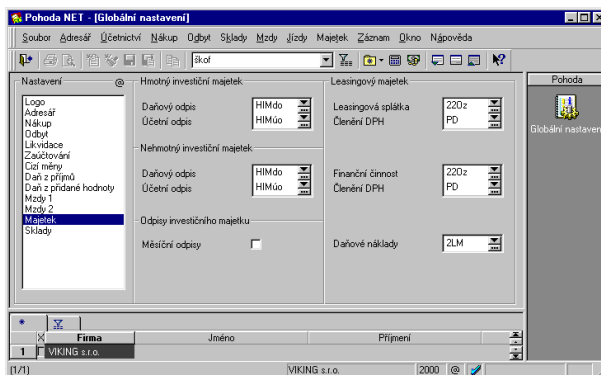 Pohoda NET - [Globální nastavení]
Soubor Adresář Účetnictví Nákup Odbyt Sklady Mzdy Jízdy Majetek Záznam Okno Nápověda
škof
Nastavení @
Logo
Adresář
Nákup
Odbyt
Likvidace
Zaúčtování
Cizí měny
Daň z příjmů
Daň z přidané hodnoty
Mzdy 1
Mzdy 2
Majetek
Sklady
Hmotný investiční majetek
Daňový odpis HIMdo
Účetní odpis HIMúo
Nehmotný investiční majetek
Daňový odpis HIMdo
Účetní odpis HIMúo
Odpisy investičního majetku
Měsíční odpisy
Leasingový majetek
Leasingová splátka 22Oz
Členění DPH PD
Finanční činnost 22Oz
Členění DPH PD
Daňové náklady 2LM
Pohoda
Globální nastavení
*
X Firma Jméno Příjmení
1 VIKING s.r.o.
(1/1) VIKING s.r.o. 2000 @